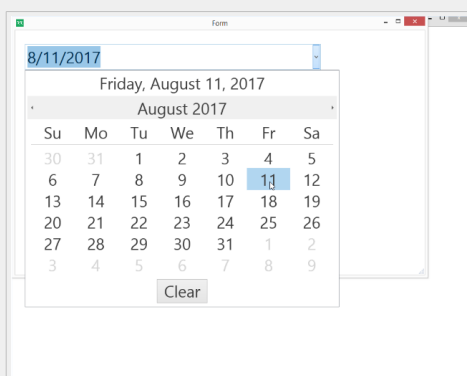 Form
8/11/2017
Friday, August 11, 2017
August 2017
Su Mo Tu We Th Fr Sa
30 31 1 2 3 4 5
6 7 8 9 10 11 12
13 14 15 16 17 18 19
20 21 22 23 24 25 26
27 28 29 30 31 1 2
3 4 5 6 7 8 9
Clear